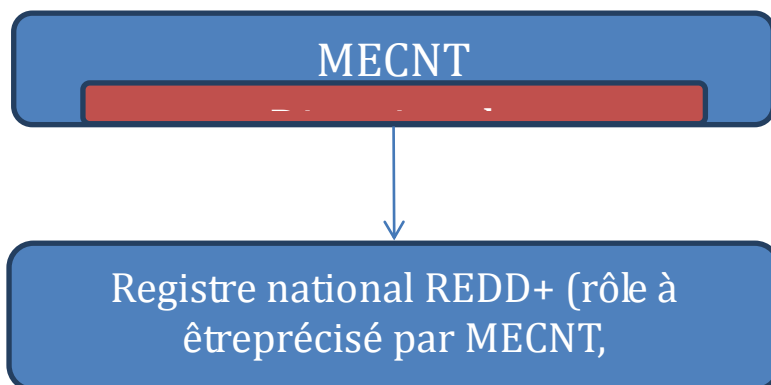 MECNT
Registre national REDD+ (rôle à
êtreprécisé par MECNT,